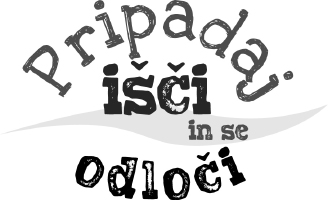 Pripadaj
išči
in se
odloči